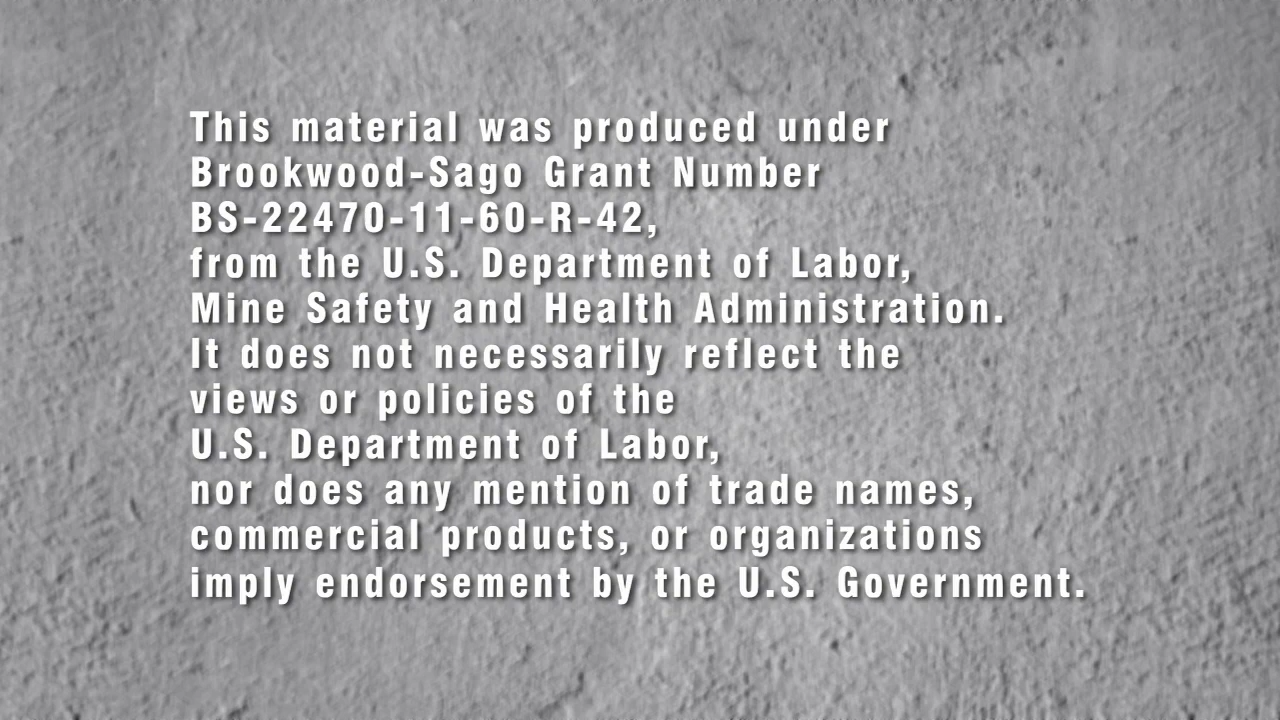 This material was produced under
Brookwood-Sago Grant Number
BS-22470-11-60-R-42,
from the U.S. Department of Labor,
Mine Safety and Health Administration.
It does not necessarily reflect the
views or policies of the
U.S. Department of Labor,
nor does any mention of trade names,
commercial products, or organizations
imply endorsement by the U.S. Government.